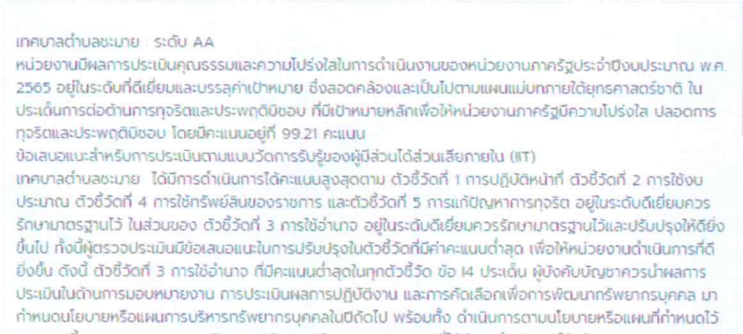 เทศบาลตำบลชะมาย : ระดับ AA
หน่วยงานมีผลการประเมินคุณธรรมและความโปร่งใสในการดำเนินงานของหน่วยงานภาครัฐประจำปีงบประมาณ พ.ศ.
2565 อยู่ในระดับที่ดีเยี่ยมและบรรลุค่าเป้าหมาย ซึ่งสอดคล้องและเป็นไปตามแผนแม่บทภายใต้ยุทธศาสตร์ชาติ ใน
ประเด็นการต่อต้านการทุจริตและประพฤติมิชอบ ที่มีเป้าหมายหลักเพื่อให้หน่วยงานภาครัฐมีความโปร่งใส ปลอดการ
ทุจริตและประพฤติมิชอบ โดยมีคะแนนอยู่ที่ 99.21 คะแนน
ข้อเสนอแนะสำหรับการประเมินตามแบบวัดการรับรู้ของผู้มีส่วนได้ส่วนเสียภายใน (IIT)
เทศบาลตำบลชะมาย ได้มีการดำเนินการได้คะแนนสูงสุดตาม ตัวชี้วัดที่ 1 การปฏิบัติหน้าที่ ตัวชี้วัดที่ 2 การใช้งบ
ประมาณ ตัวชี้วัดที่ 4 การใช้ทรัพย์สินของราชการ และตัวชี้วัดที่ 5 การแก้ปัญหาการทุจริต อยู่ในระดับดีเยี่ยมควร
รักษามาตรฐานไว้ ในส่วนของ ตัวชี้วัดที่ 3 การใช้อำนาจ อยู่ในระดับดีเยี่ยมควรรักษามาตรฐานไว้และปรับปรุงให้ดียิ่ง
ขึ้นไป ทั้งนี้ผู้ตรวจประเมินมีข้อเสนอแนะในการปรับปรุงในตัวชี้วัดที่มีค่าคะแนนต่ำสุด เพื่อให้หน่วยงานดำเนินการที่ดี
ยิ่งขึ้น ดังนี้ ตัวชี้วัดที่ 3 การใช้อำนาจ ที่มีคะแนนต่ำสุดในทุกตัวชี้วัด ข้อ I4 ประเด็น ผู้บังคับบัญชาควรนำผลการ
ประเมินในด้านการมอบหมายงาน การประเมินผลการปฏิบัติงาน และการคัดเลือกเพื่อการพัฒนาทรัพยากรบุคคล มา
กำหนดนโยบายหรือแผนการบริหารทรัพยากรบุคคลในปีถัดไป พร้อมทั้ง ดำเนินการตามนโยบายหรือแผนที่กำหนดไว้